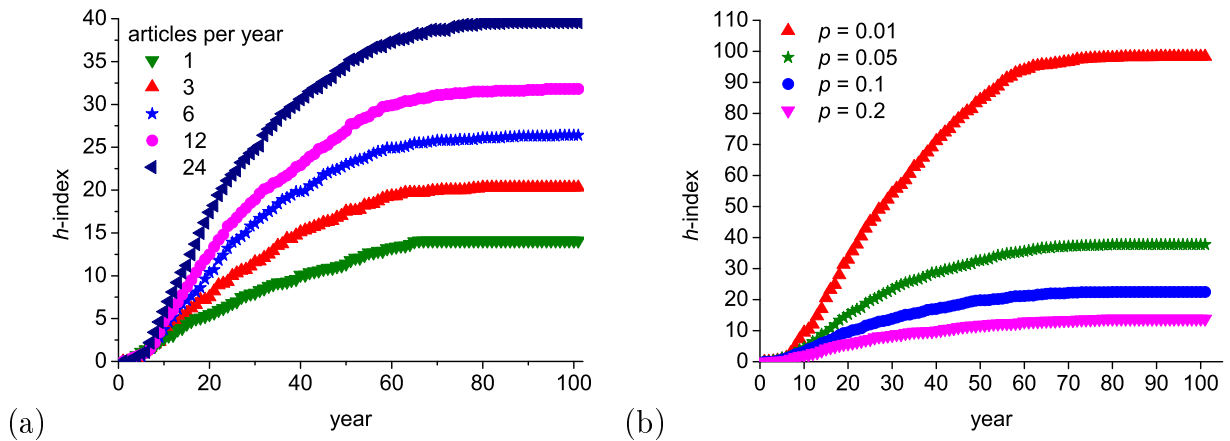 articles per year
1
3
6
12
24
40
35
30
25
20
15
10
5
0
h-index
0 20 40 60 80 100
year
(a)
p = 0.01
p = 0.05
p = 0.1
p = 0.2
110
100
90
80
70
60
50
40
30
20
10
0
h-index
0 10 20 30 40 50 60 70 80 90 100
year
(b)